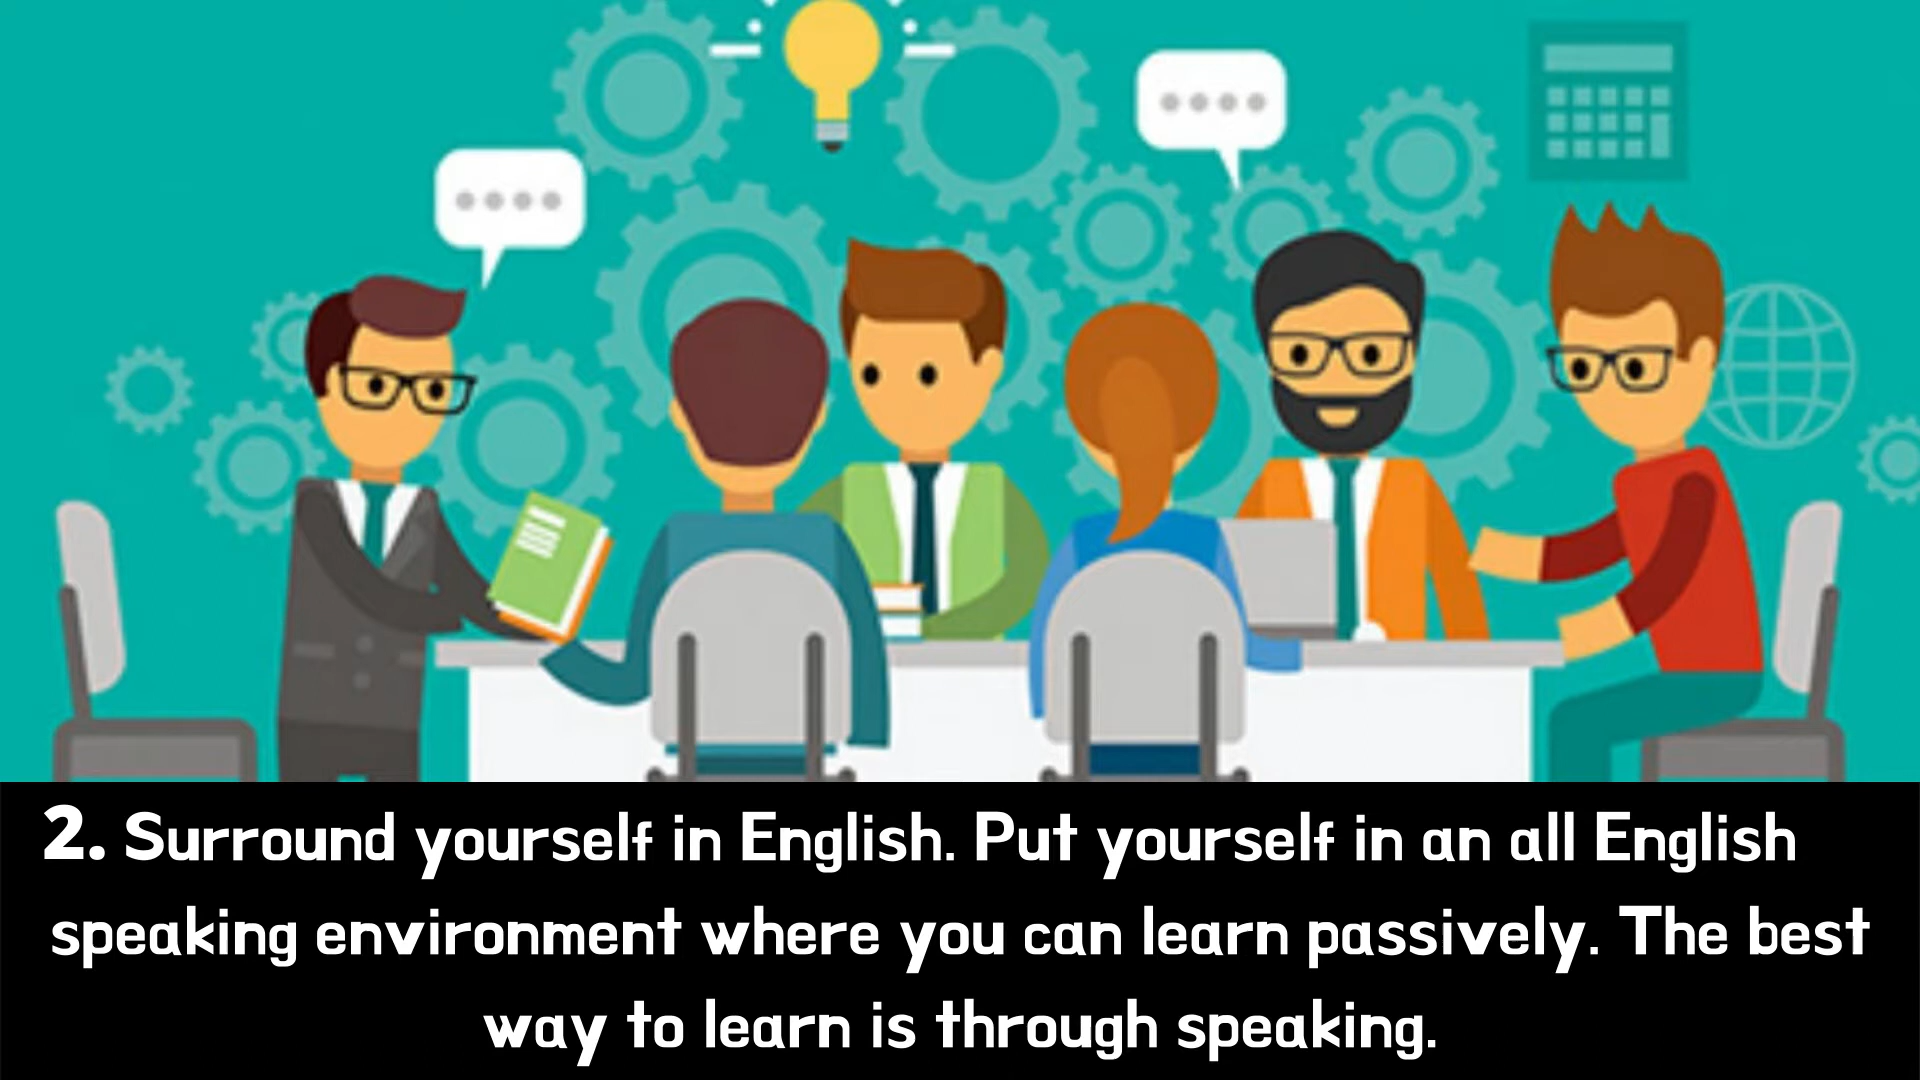 2. Surround yourself in English. Put yourself in an all English
speaking environment where you can learn passively. The best
way to learn is through speaking.